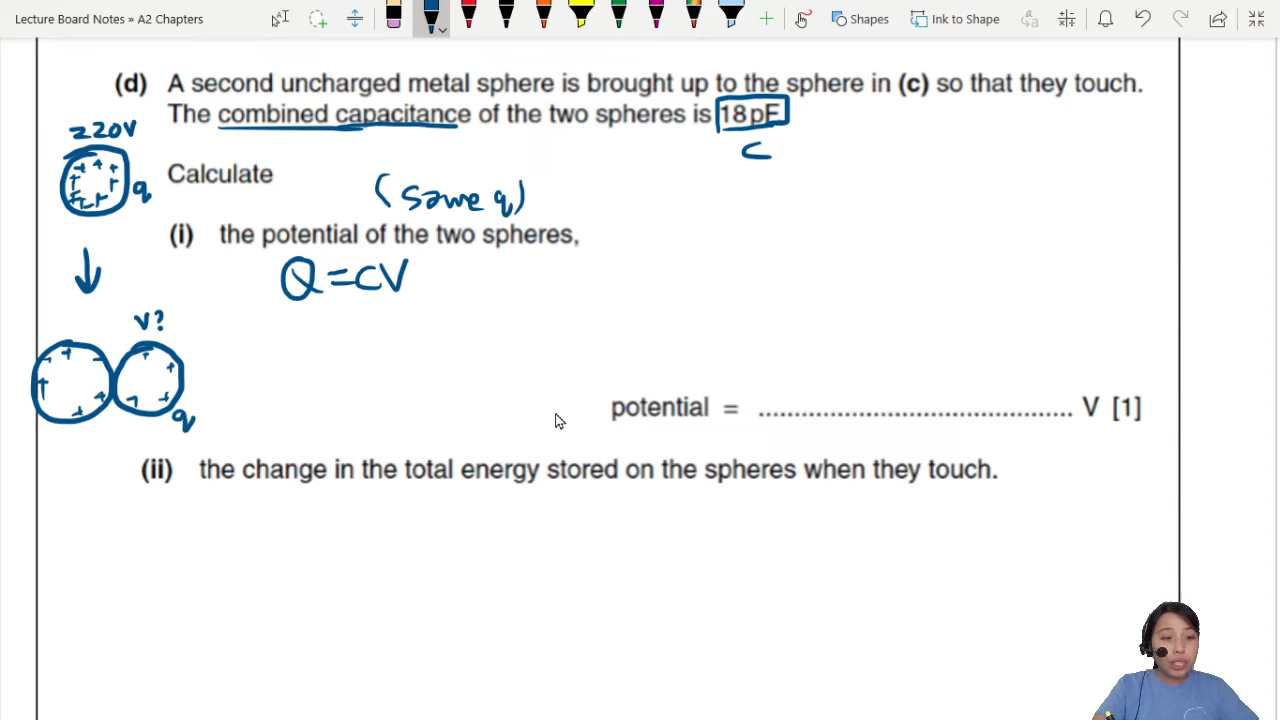 Lecture Board Notes » A2 Chapters
Shapes
Ink to Shape
(d) A second uncharged metal sphere is brought up to the sphere in (c) so that they touch.
The combined capacitance of the two spheres is 18 pF.
C
220V
q
Calculate
(same q)
(i) the potential of the two spheres,
Q = CV
V?
q
potential = ............................................ V [1]
(ii) the change in the total energy stored on the spheres when they touch.